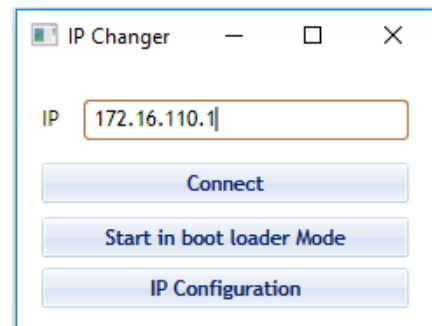 IP Changer
IP 172.16.110.1
Connect
Start in boot loader Mode
IP Configuration